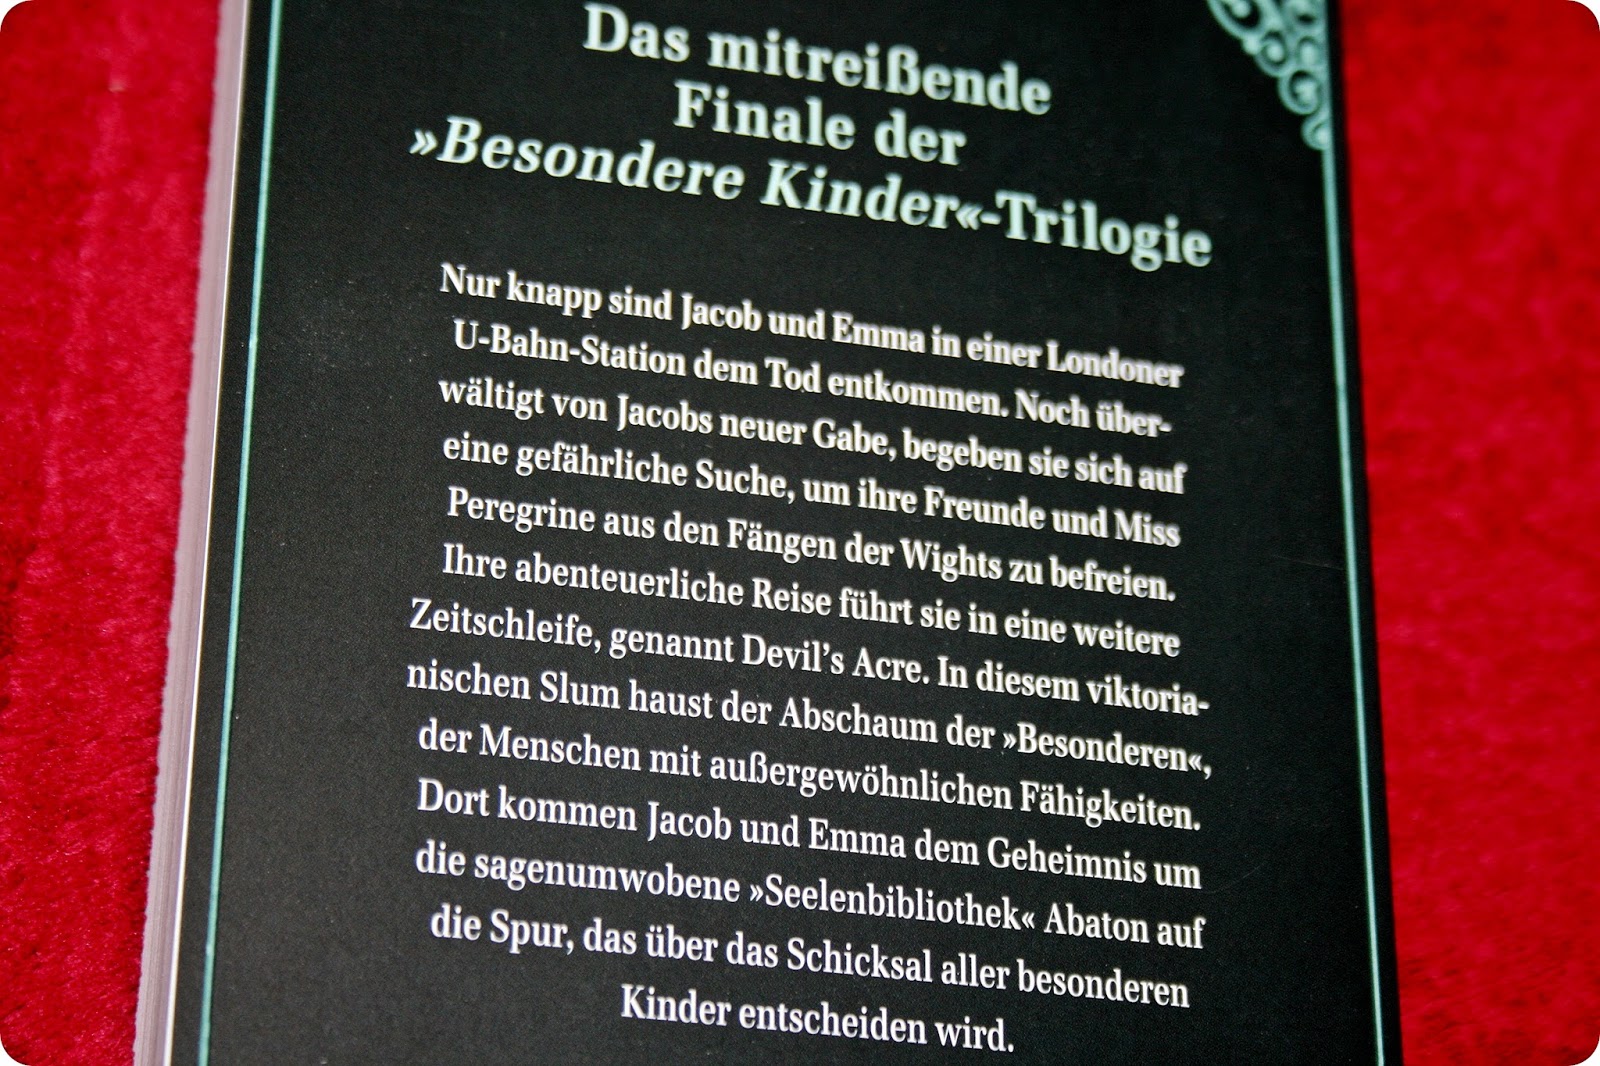 Das mitreißende
Finale der
»Besondere Kinder«-Trilogie
Nur knapp sind Jacob und Emma in einer Londoner
U-Bahn-Station dem Tod entkommen. Noch über-
wältigt von Jacobs neuer Gabe, begeben sie sich auf
eine gefährliche Suche, um ihre Freunde und Miss
Peregrine aus den Fängen der Wights zu befreien.
Ihre abenteuerliche Reise führt sie in eine weitere
Zeitschleife, genannt Devil’s Acre. In diesem viktoria-
nischen Slum haust der Abschaum der »Besonderen«,
der Menschen mit außergewöhnlichen Fähigkeiten.
Dort kommen Jacob und Emma dem Geheimnis um
die sagenumwobene »Seelenbibliothek« Abaton auf
die Spur, das über das Schicksal aller besonderen
Kinder entscheiden wird.